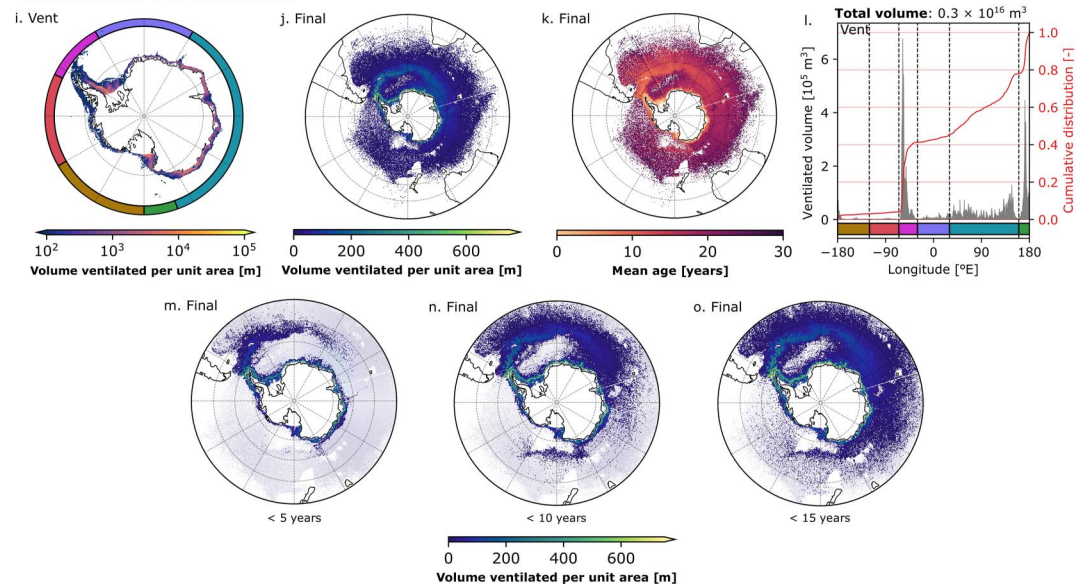 i. Vent
j. Final
k. Final
l.
Total volume: 0.3 × 10¹⁶ m³
Vent
Ventilated volume [10⁵ m³]
6
4
2
0
1.0
0.8
0.6
0.4
0.2
0.0
Cumulative distribution [-]
−180 −90 0 90 180
Longitude [°E]
10² 10³ 10⁴ 10⁵
Volume ventilated per unit area [m]
0 200 400 600
Volume ventilated per unit area [m]
0 10 20 30
Mean age [years]
m. Final
n. Final
o. Final
< 5 years
< 10 years
< 15 years
0 200 400 600
Volume ventilated per unit area [m]